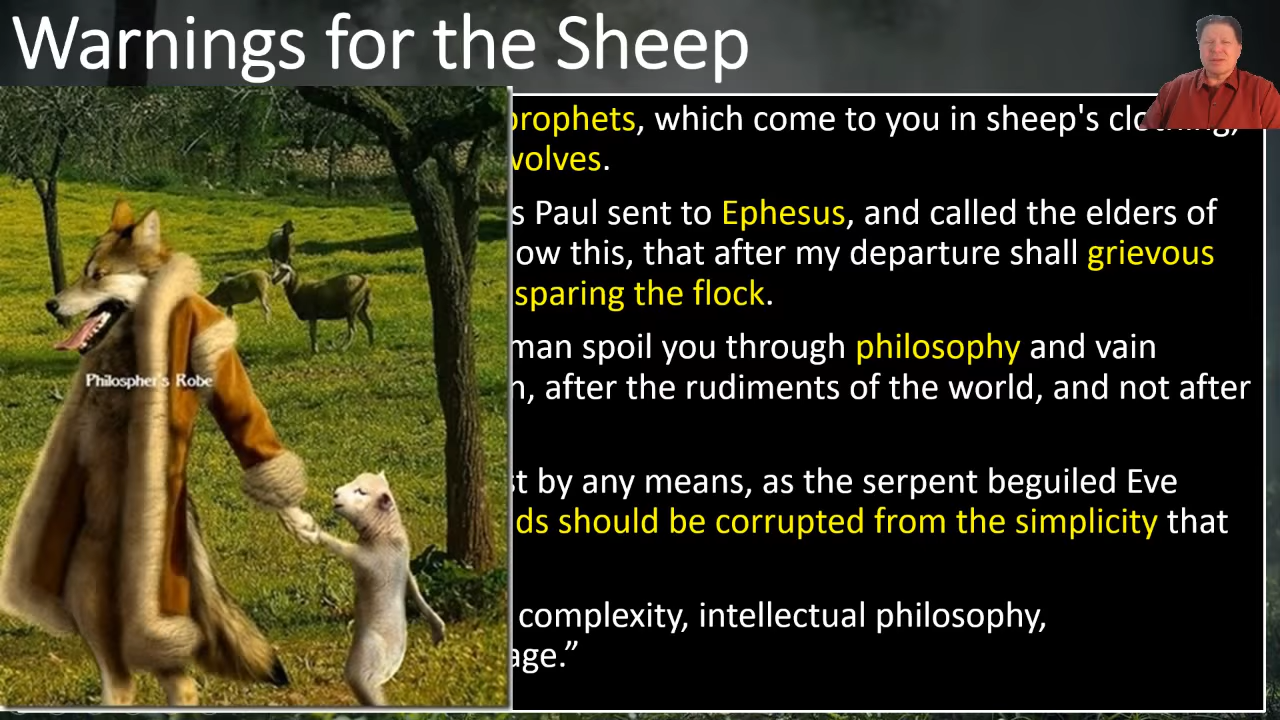 Warnings for the Sheep
prophets, which come to you in sheep's
wolves.
s Paul sent to Ephesus, and called the elders of
ow this, that after my departure shall grievous
sparing the flock.
man spoil you through philosophy and vain
n, after the rudiments of the world, and not after
Philospher's Robe
st by any means, as the serpent beguiled Eve
ds should be corrupted from the simplicity that
complexity, intellectual philosophy,
age.”